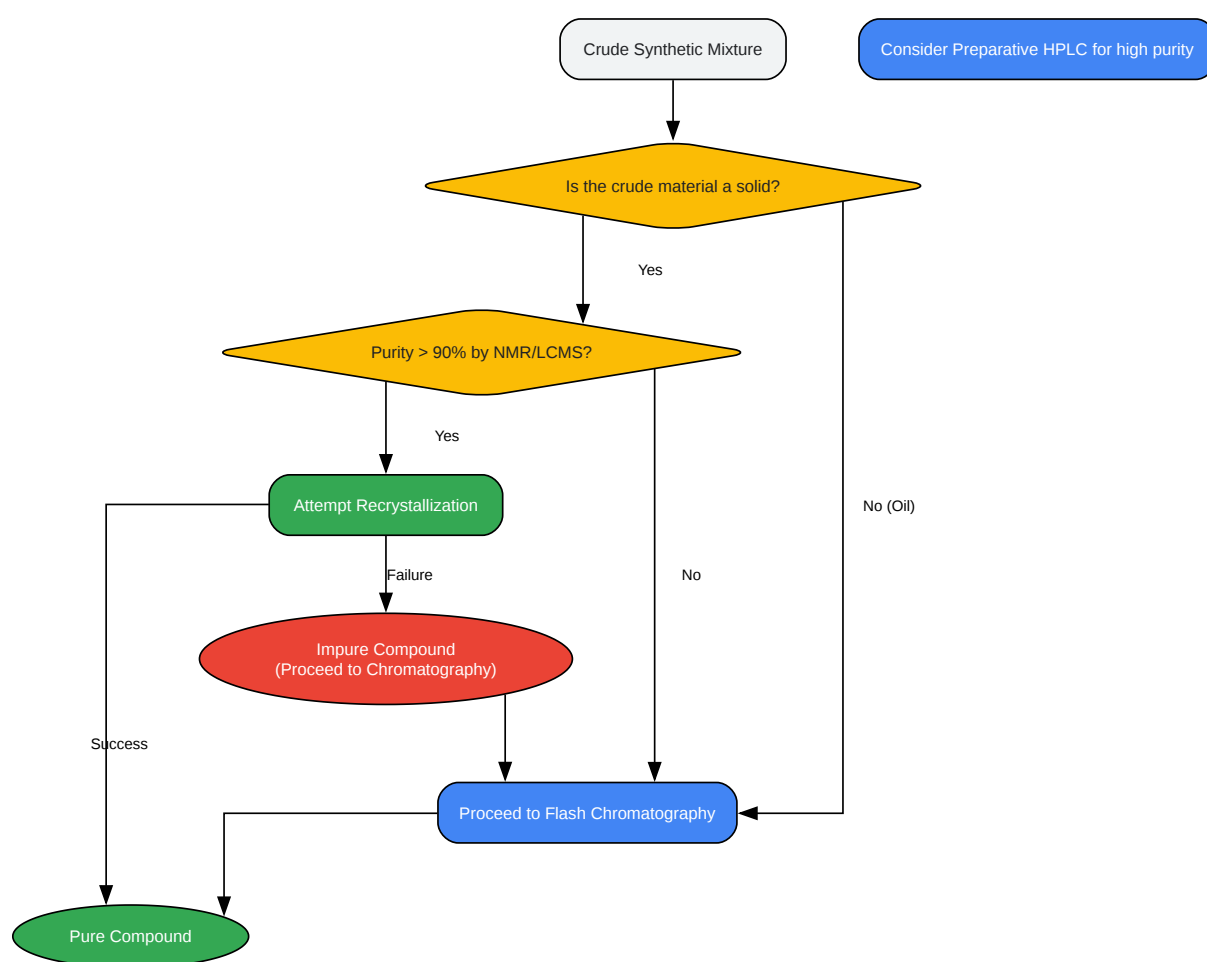 Crude Synthetic Mixture
Consider Preparative HPLC for high purity
Is the crude material a solid?
Yes
Purity > 90% by NMR/LCMS?
Yes
Attempt Recrystallization
No (Oil)
Failure
No
Impure Compound
(Proceed to Chromatography)
Success
Proceed to Flash Chromatography
Pure Compound